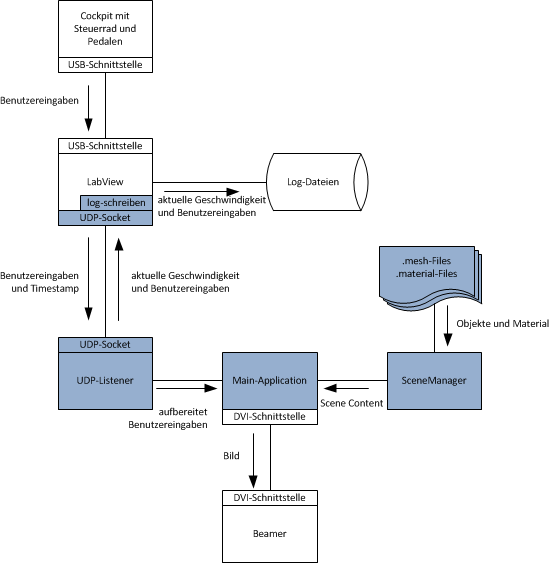 Cockpit mit
Steuerrad und
Pedalen
USB-Schnittstelle
Benutzereingaben
USB-Schnittstelle
LabView
log-schreiben
UDP-Socket
aktuelle Geschwindigkeit
und Benutzereingaben
Log-Dateien
Benutzereingaben
und Timestamp
aktuelle Geschwindigkeit
und Benutzereingaben
.mesh-Files
.material-Files
Objekte und Material
UDP-Socket
UDP-Listener
aufbereitet
Benutzereingaben
Main-Application
DVI-Schnittstelle
Scene Content
SceneManager
Bild
DVI-Schnittstelle
Beamer